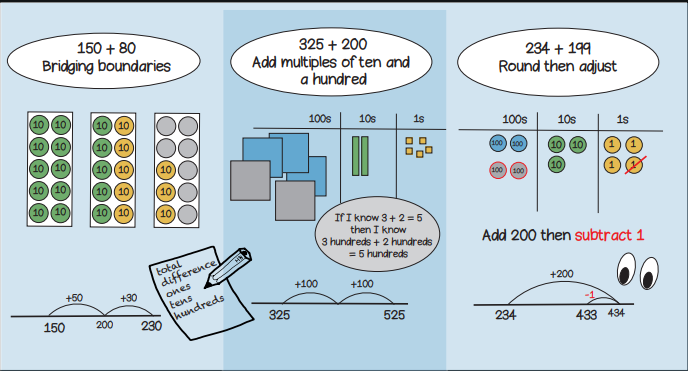 150 + 80
Bridging boundaries
10 10
10 10
10 10
10 10
10 10
10 10
10 10
10 10
10 10
10 10
10
10
10
+50 +30
150 200 230
total
difference
ones
tens
hundreds
325 + 200
Add multiples of ten and
a hundred
100s 10s 1s
If I know 3 + 2 = 5
then I know
3 hundreds + 2 hundreds
= 5 hundreds
+100 +100
325 525
234 + 199
Round then adjust
100s 10s 1s
100 100 10 10 1 1
100 100 10 1 1
Add 200 then subtract 1
+200
-1
234 433 434